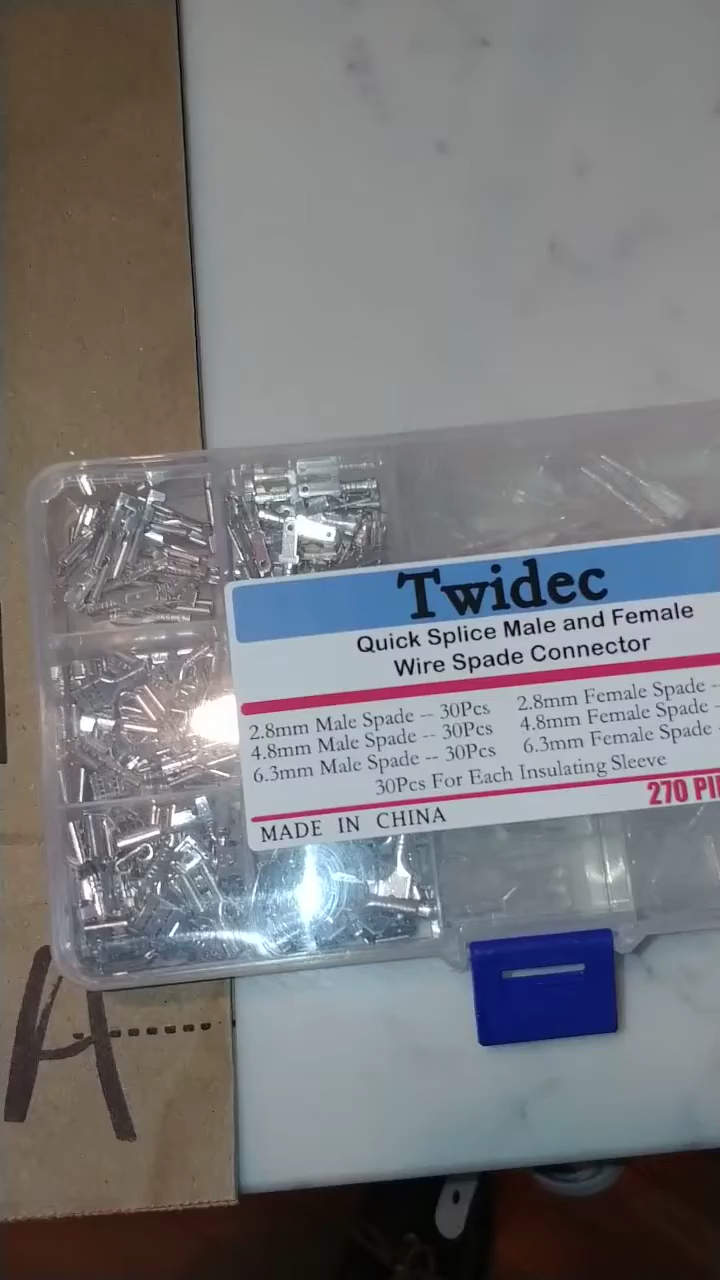 Twidec
Quick Splice Male and Female
Wire Spade Connector
2.8mm Male Spade -- 30Pcs 2.8mm Female Spade -
4.8mm Male Spade -- 30Pcs 4.8mm Female Spade -
6.3mm Male Spade -- 30Pcs 6.3mm Female Spade -
30Pcs For Each Insulating Sleeve
270 PI
MADE IN CHINA
A